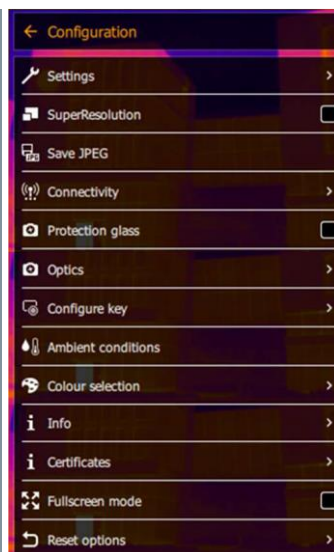 Configuration
Settings
SuperResolution
Save JPEG
Connectivity
Protection glass
Optics
Configure key
Ambient conditions
Colour selection
Info
Certificates
Fullscreen mode
Reset options